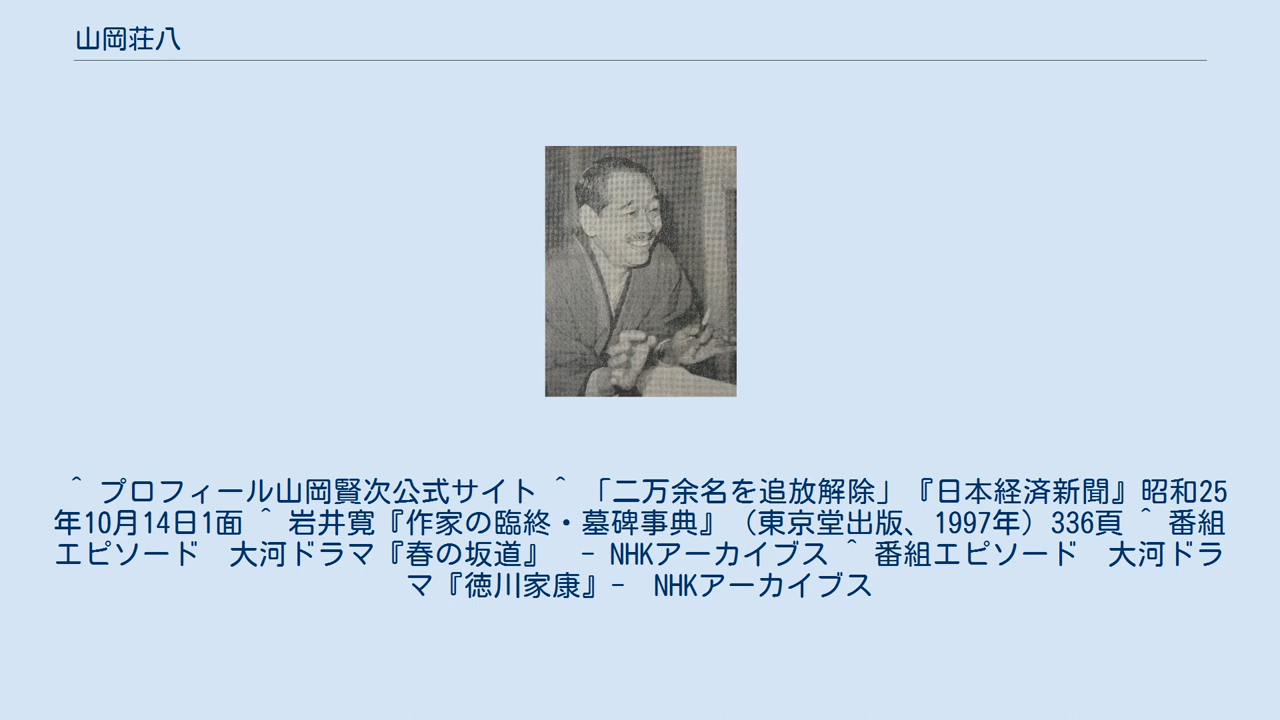 山岡荘八
＾ プロフィール山岡賢次公式サイト ＾ 「二万余名を追放解除」『日本経済新聞』昭和25
年10月14日1面 ＾ 岩井寛『作家の臨終・墓碑事典』（東京堂出版、1997年）336頁 ＾ 番組
エピソード　大河ドラマ『春の坂道』　- NHKアーカイブス ＾ 番組エピソード　大河ドラ
マ『徳川家康』-　NHKアーカイブス